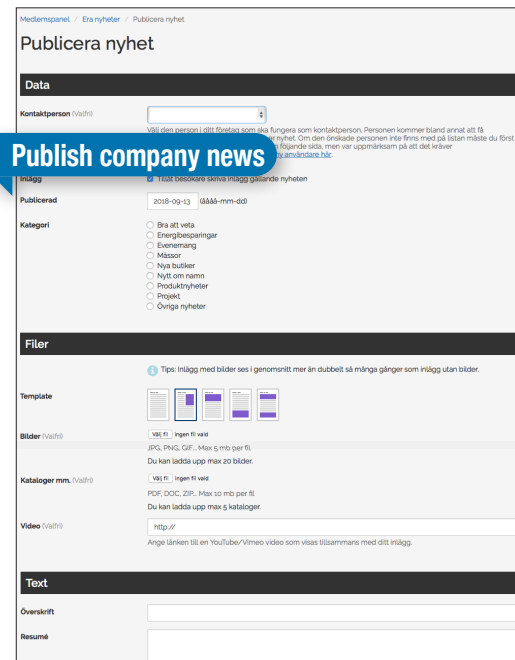 Medlemspanel / Era nyheter / Publicera nyhet
Publicera nyhet
Data
Kontaktperson (Valfri)
Välj den person i ditt företag som ska fungera som kontaktperson. Personen kommer bland annat att få
er nyhet. Om den önskade personen inte finns med på listan måste du först
följande sida, men var uppmärksam på att det kräver
ny användare här.
Publish company news
Inlägg
Tillåt besökare skriva inlägg gällande nyheten
Publicerad
2018-09-13 (åååå-mm-dd)
Kategori
Bra att veta
Energibesparingar
Evenemang
Mässor
Nya butiker
Nytt om namn
Produktnyheter
Projekt
Övriga nyheter
Filer
Tips: Inlägg med bilder ses i genomsnitt mer än dubbelt så många gånger som inlägg utan bilder.
Template
Bilder (Valfri)
Välj fil ingen fil vald
JPG, PNG, GIF... Max 5 mb per fil
Du kan ladda upp max 20 bilder.
Kataloger mm. (Valfri)
Välj fil ingen fil vald
PDF, DOC, ZIP... Max 10 mb per fil
Du kan ladda upp max 5 kataloger.
Video (Valfri)
http://
Ange länken till en YouTube/Vimeo video som visas tillsammans med ditt inlägg.
Text
Överskrift
Resumé